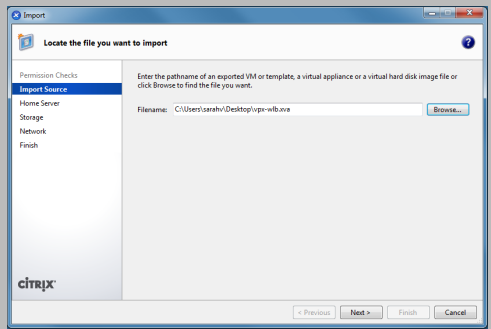 Import
Locate the file you want to import
Permission Checks
Import Source
Home Server
Storage
Network
Finish
Enter the pathname of an exported VM or template, a virtual appliance or a virtual hard disk image file or
click Browse to find the file you want.
Filename: C:\Users\sarahv\Desktop\vpx-wlb.xva Browse...
CITRIX
< Previous Next > Finish Cancel